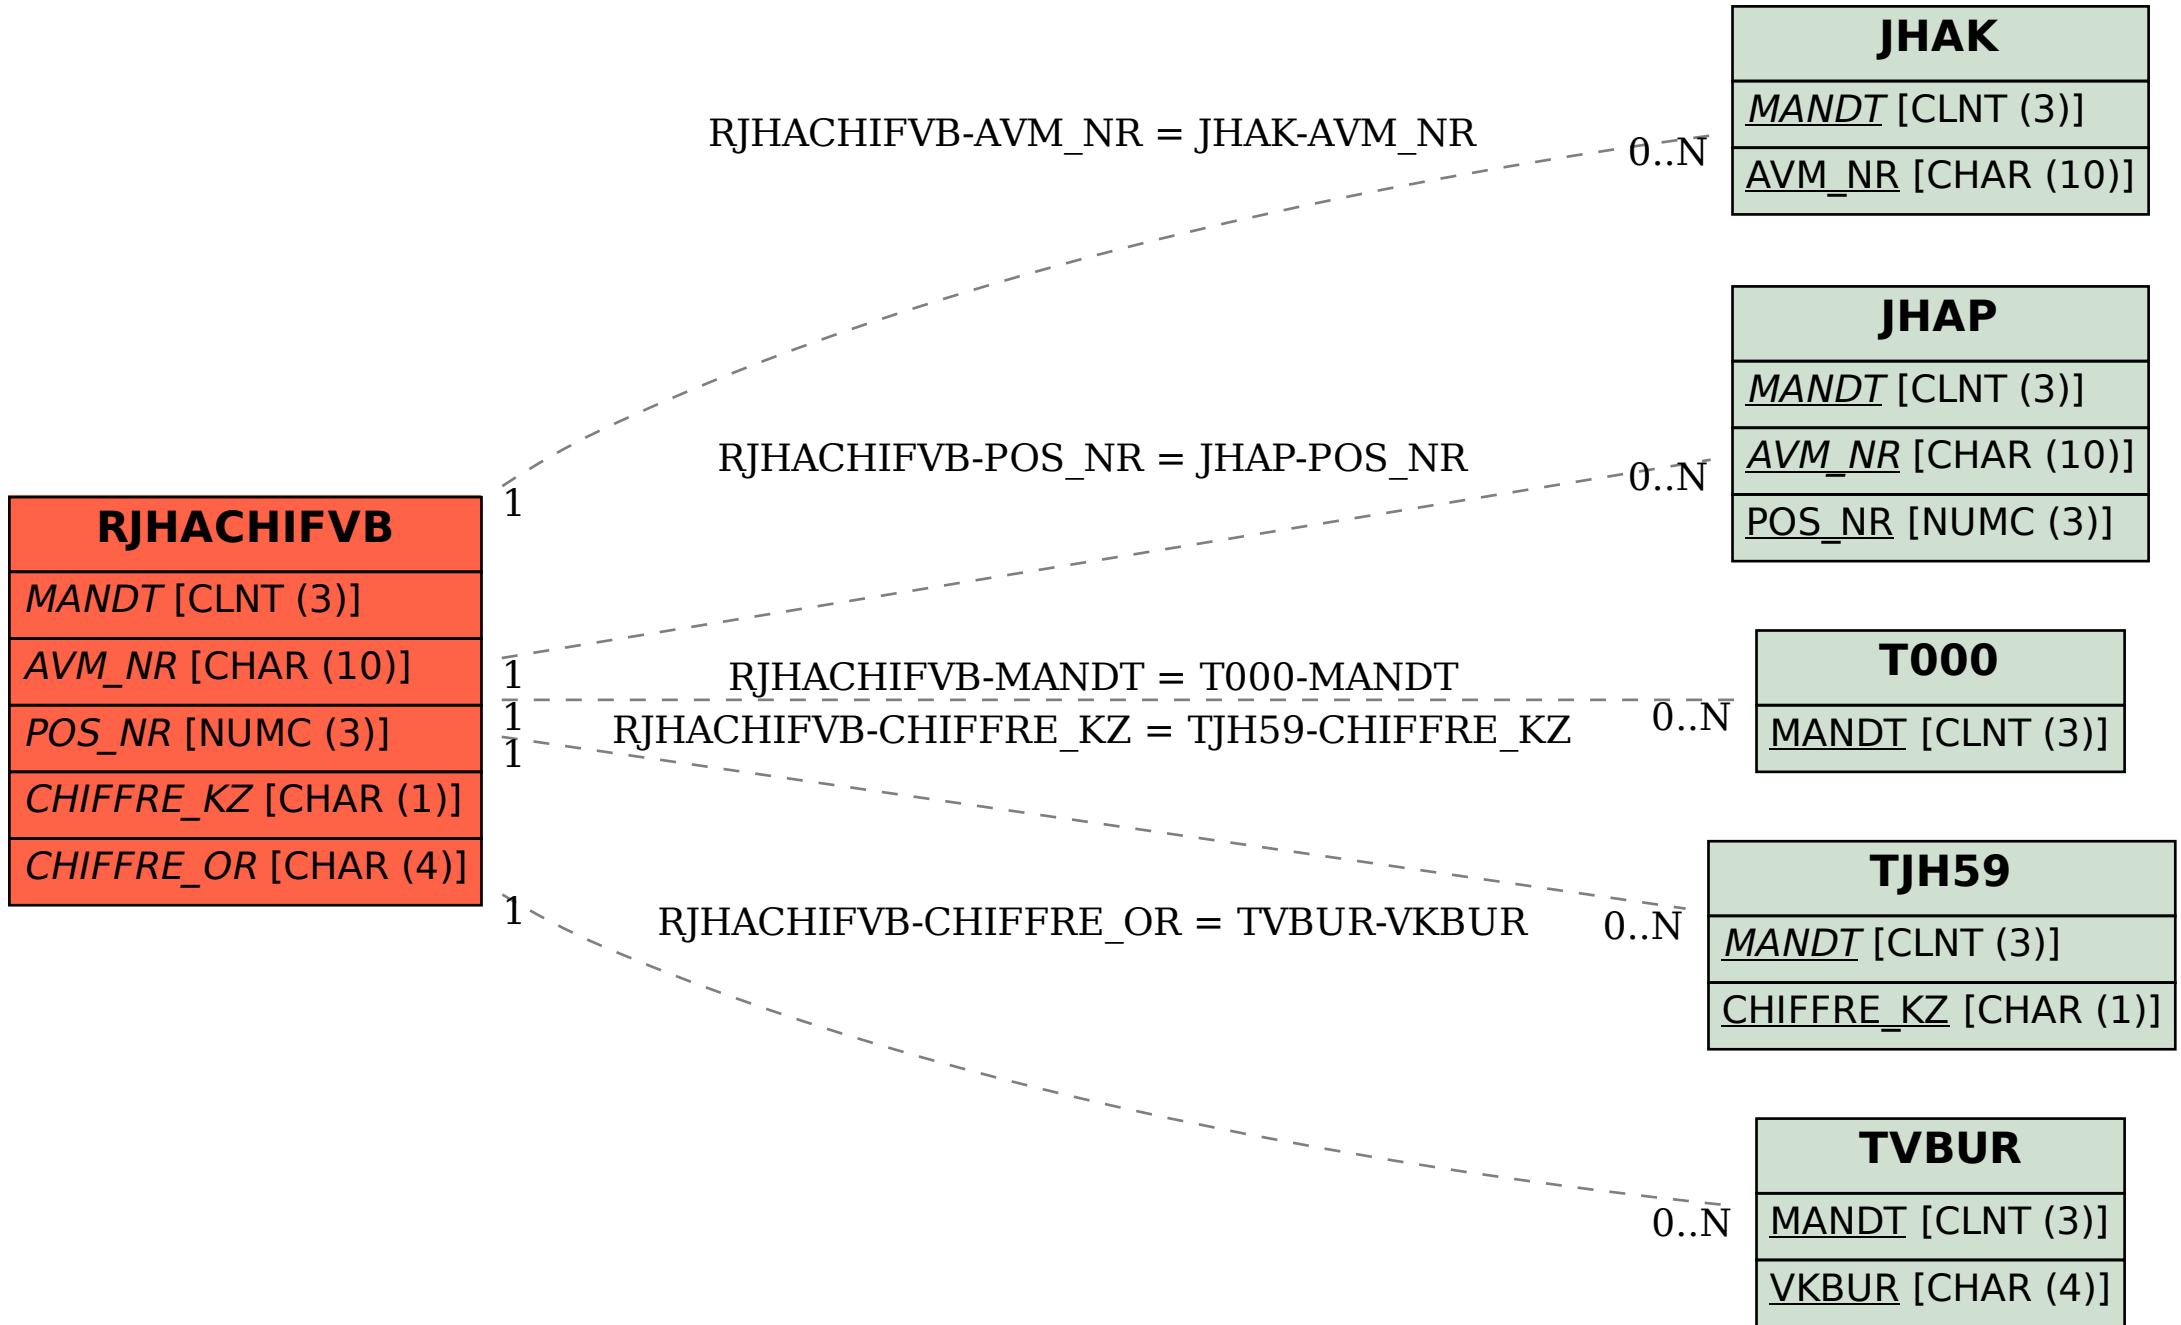 JHAK
MANDT [CLNT (3)]
AVM_NR [CHAR (10)]
RJHACHIFVB-AVM_NR = JHAK-AVM_NR
0..N
1
JHAP
MANDT [CLNT (3)]
AVM_NR [CHAR (10)]
POS_NR [NUMC (3)]
RJHACHIFVB-POS_NR = JHAP-POS_NR
0..N
1
RJHACHIFVB
MANDT [CLNT (3)]
AVM_NR [CHAR (10)]
POS_NR [NUMC (3)]
CHIFFRE_KZ [CHAR (1)]
CHIFFRE_OR [CHAR (4)]
RJHACHIFVB-MANDT = T000-MANDT
0..N
1
T000
MANDT [CLNT (3)]
RJHACHIFVB-CHIFFRE_KZ = TJH59-CHIFFRE_KZ
0..N
1
TJH59
MANDT [CLNT (3)]
CHIFFRE_KZ [CHAR (1)]
RJHACHIFVB-CHIFFRE_OR = TVBUR-VKBUR
0..N
1
TVBUR
MANDT [CLNT (3)]
VKBUR [CHAR (4)]